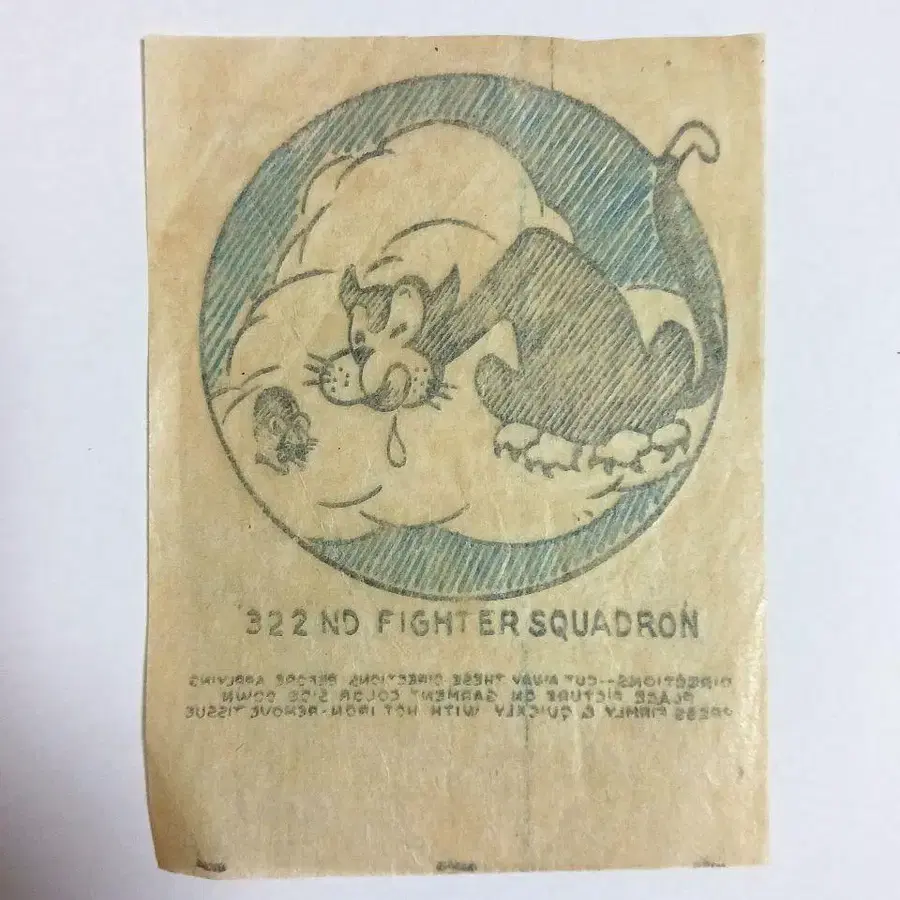 322ND FIGHTER SQUADRON
DIRECTIONS--CUT AWAY THESE DIRECTIONS BEFORE APPLYING
PLACE PICTURE ON GARMENT COLOR SIDE DOWN
PRESS FIRMLY & QUICKLY WITH HOT IRON-REMOVE TISSUE